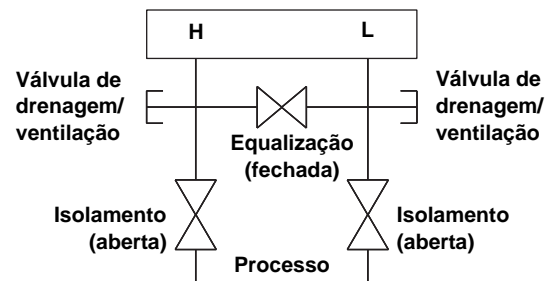 H
L
Válvula de
drenagem/
ventilação
Válvula de
drenagem/
ventilação
Equalização
(fechada)
Isolamento
(aberta)
Isolamento
(aberta)
Processo